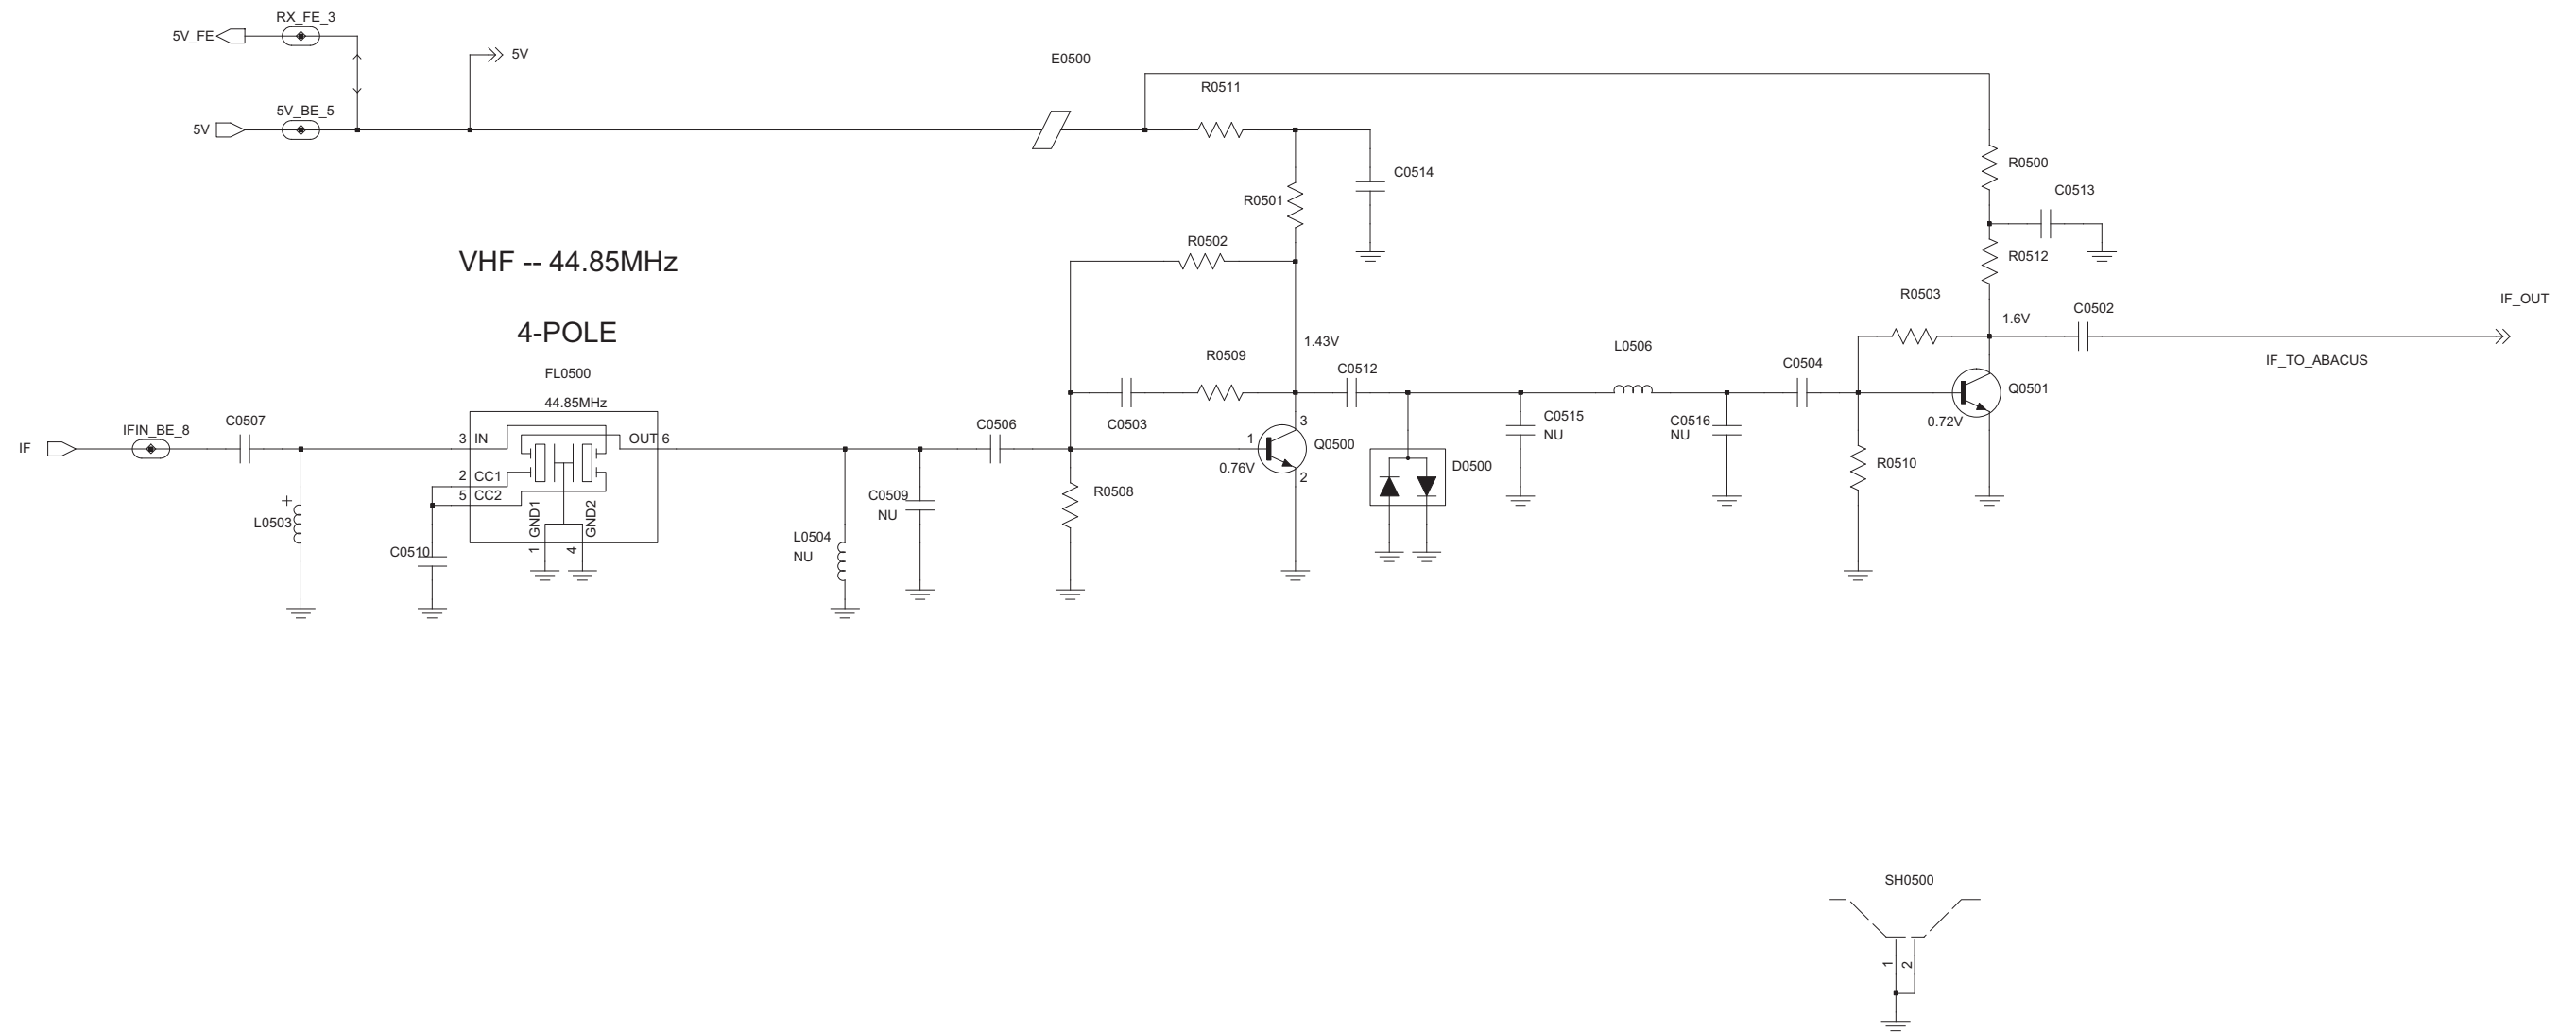 RX_FE_3
5V_FE
5V
E0500
R0511
5V_BE_5
5V
R0500
C0514
C0513
R0501
R0502
VHF -- 44.85MHz
R0512
R0503
IF_OUT
C0502
1.6V
4-POLE
1.43V
L0506
R0509
IF_TO_ABACUS
C0504
C0512
FL0500
Q0501
44.85MHz
C0507
C0515
NU
C0516
NU
0.72V
IFIN_BE_8
C0506
C0503
3
3 IN
OUT 6
1
Q0500
IF
0.76V
D0500
R0510
2 CC1
2
5 CC2
C0509
NU
R0508
L0503
+
GND1
GND2
L0504
NU
C0510
1
4
SH0500
1
2